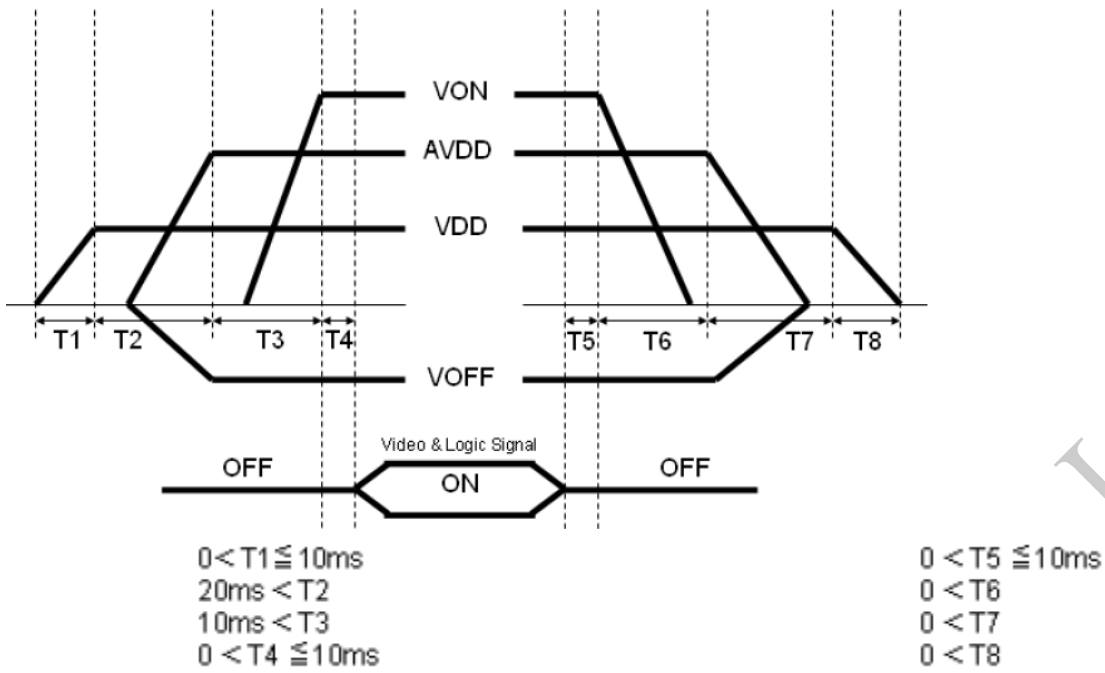 VON
AVDD
VDD
T1 T2 T3 T4 T5 T6 T7 T8
VOFF
Video & Logic Signal
OFF ON OFF
0<T1≦10ms
20ms<T2
10ms<T3
0<T4≦10ms
0<T5≦10ms
0<T6
0<T7
0<T8